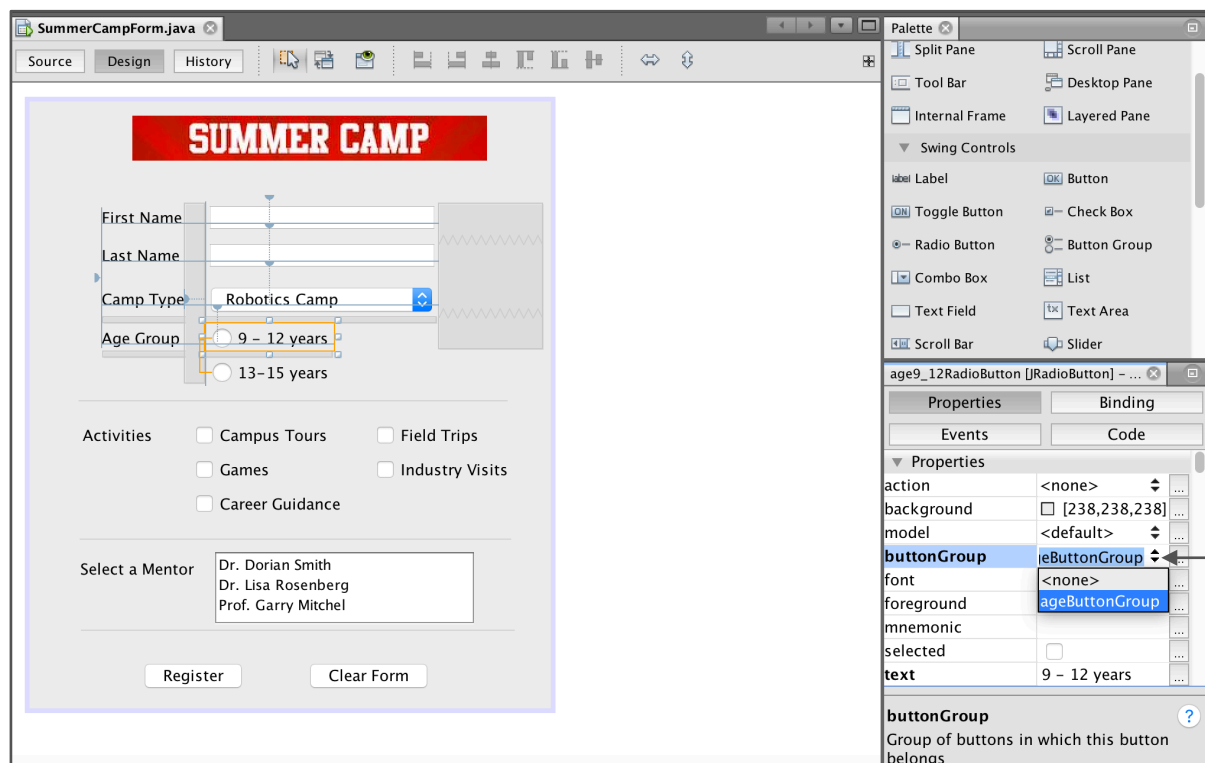 SummerCampForm.java
Source Design History
SUMMER CAMP
First Name
Last Name
Camp Type Robotics Camp
Age Group 9 – 12 years
13-15 years
Activities Campus Tours Field Trips
Games Industry Visits
Career Guidance
Select a Mentor
Dr. Dorian Smith
Dr. Lisa Rosenberg
Prof. Garry Mitchel
Register Clear Form
Palette
Split Pane Scroll Pane
Tool Bar Desktop Pane
Internal Frame Layered Pane
Swing Controls
label Label OK Button
ON Toggle Button Check Box
Radio Button Button Group
Combo Box List
Text Field tx Text Area
Scroll Bar Slider
age9_12RadioButton [JRadioButton] – ...
Properties Binding
Events Code
Properties
action <none> ...
background [238,238,238] ...
model <default> ...
buttonGroup eButtonGroup ...
<none>
ageButtonGroup
font ...
foreground ...
mnemonic ...
selected ...
text 9 – 12 years ...
buttonGroup ?
Group of buttons in which this button
belongs